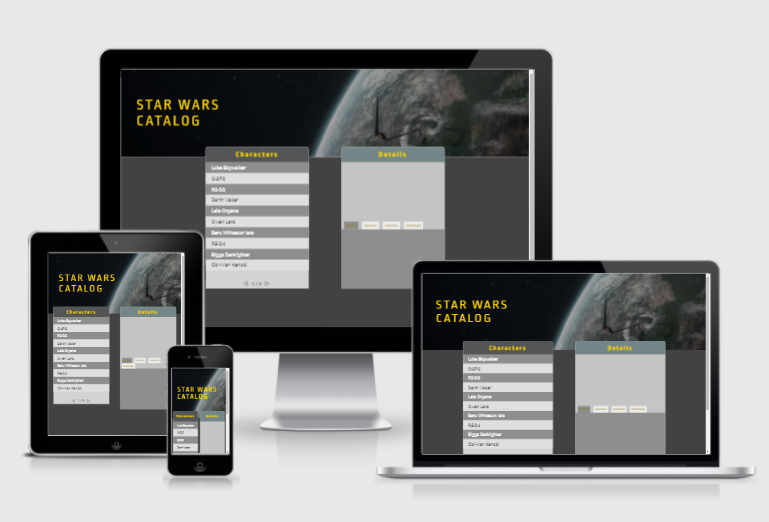 STAR WARS
CATALOG
Characters
Details
Luke Skywalker
C-3PO
R2-D2
Darth Vader
Leia Organa
Owen Lars
Beru Whitesun lars
R5-D4
Biggs Darklighter
Obi-Wan Kenobi
STAR WARS
CATALOG
Characters
Details
Luke Skywalker
C-3PO
R2-D2
Darth Vader
Leia Organa
Owen Lars
Beru Whitesun lars
R5-D4
Biggs Darklighter
Obi-Wan Kenobi
STAR WARS
CATALOG
Characters
Details
Luke Skywalker
C-3PO
R2-D2
Darth Vader
STAR WARS
CATALOG
Characters
Details
Luke Skywalker
C-3PO
R2-D2
Darth Vader
Leia Organa
Owen Lars
Beru Whitesun lars
R5-D4
Biggs Darklighter
Obi-Wan Kenobi